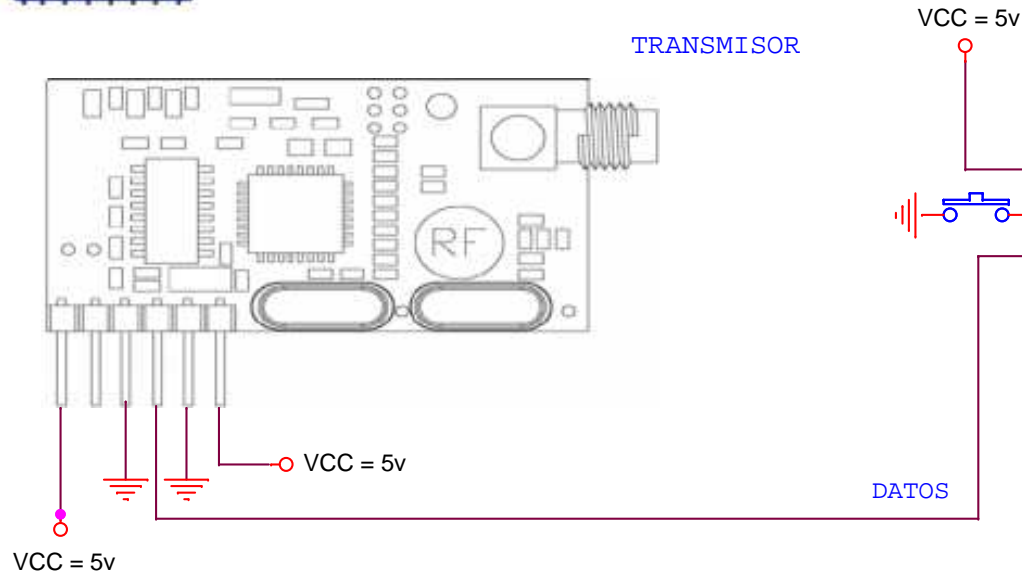 VCC = 5v
TRANSMISOR
RF
VCC = 5v
DATOS
VCC = 5v